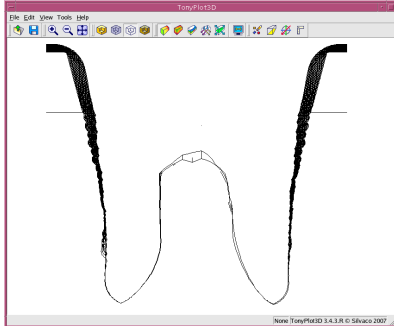 TonyPlot3D
File Edit View Tools Help
None TonyPlot3D 3.4.3.R © Silvaco 2007